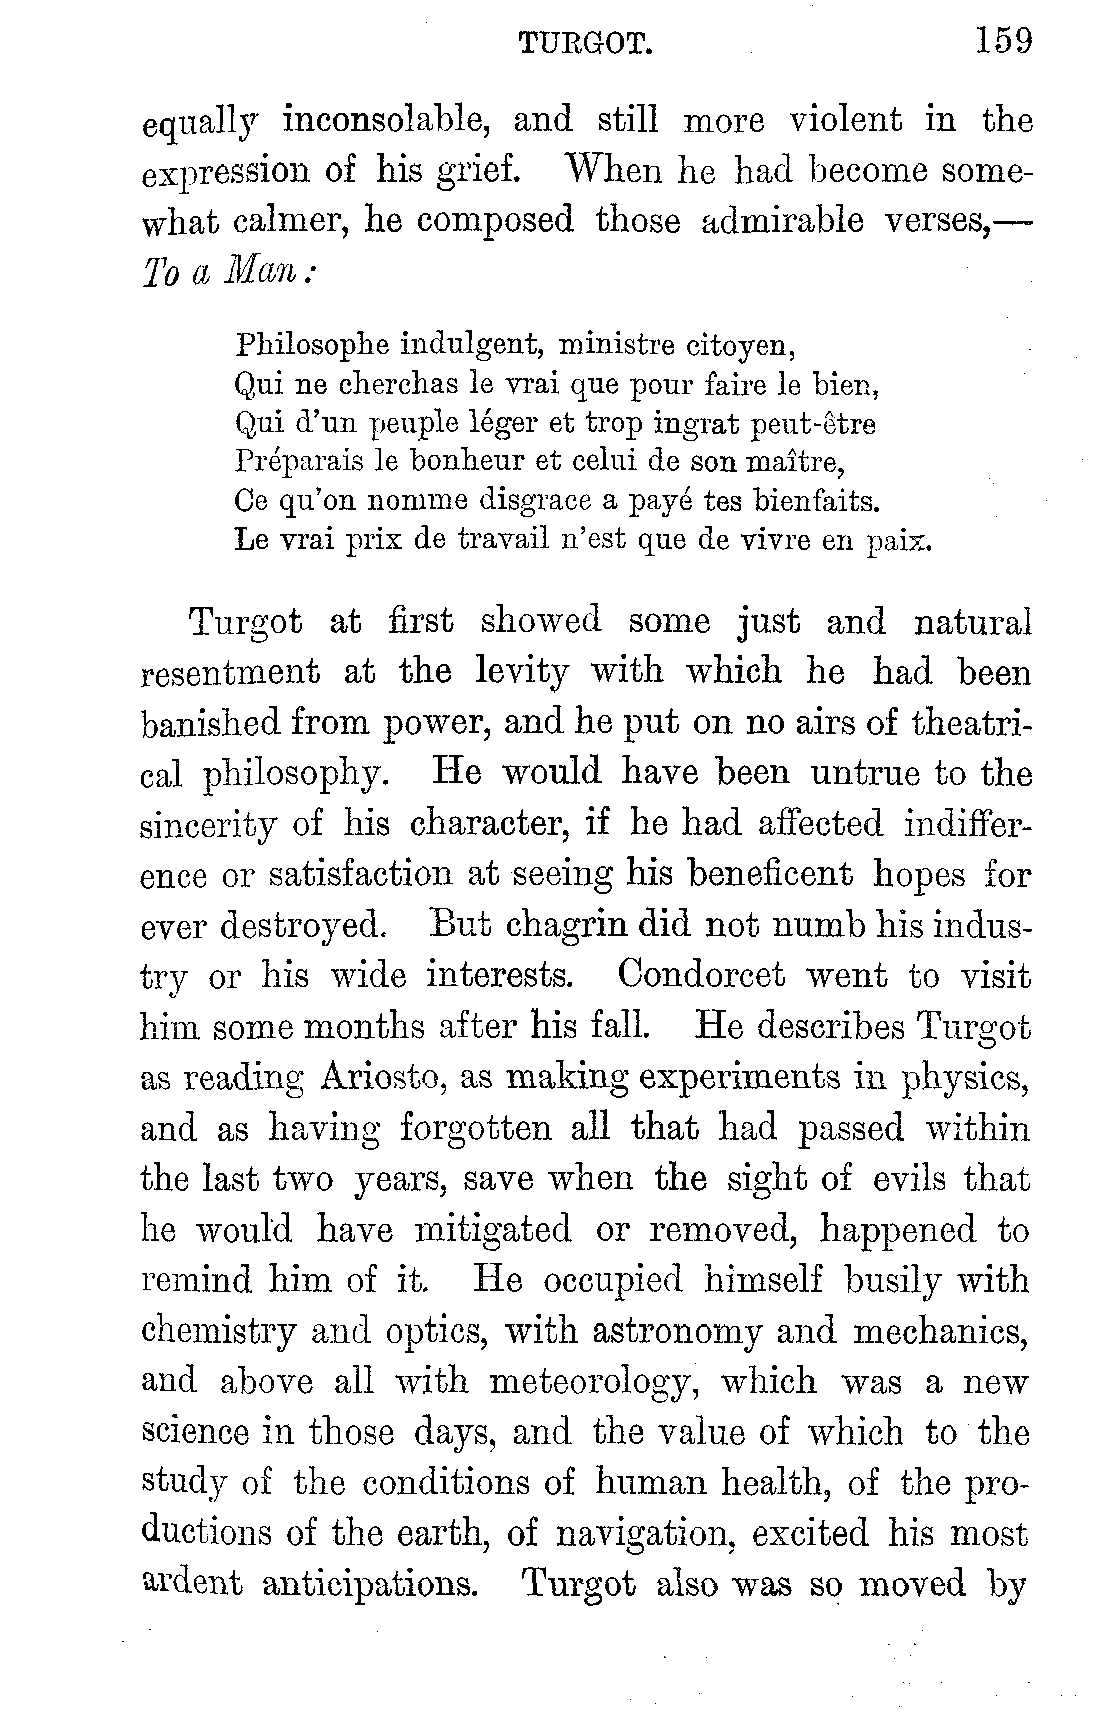 TURGOT. 159
equally inconsolable, and still more violent in the
expression of his grief. When he had become some-
what calmer, he composed those admirable verses,—
To a Man:
Philosophe indulgent, ministre citoyen,
Qui ne cherchas le vrai que pour faire le bien,
Qui d'un peuple léger et trop ingrat peut-être
Préparais le bonheur et celui de son maître,
Ce qu'on nomme disgrace a payé tes bienfaits.
Le vrai prix de travail n'est que de vivre en paix.
Turgot at first showed some just and natural
resentment at the levity with which he had been
banished from power, and he put on no airs of theatri-
cal philosophy. He would have been untrue to the
sincerity of his character, if he had affected indiffer-
ence or satisfaction at seeing his beneficent hopes for
ever destroyed. But chagrin did not numb his indus-
try or his wide interests. Condorcet went to visit
him some months after his fall. He describes Turgot
as reading Ariosto, as making experiments in physics,
and as having forgotten all that had passed within
the last two years, save when the sight of evils that
he would have mitigated or removed, happened to
remind him of it. He occupied himself busily with
chemistry and optics, with astronomy and mechanics,
and above all with meteorology, which was a new
science in those days, and the value of which to the
study of the conditions of human health, of the pro-
ductions of the earth, of navigation, excited his most
ardent anticipations. Turgot also was so moved by